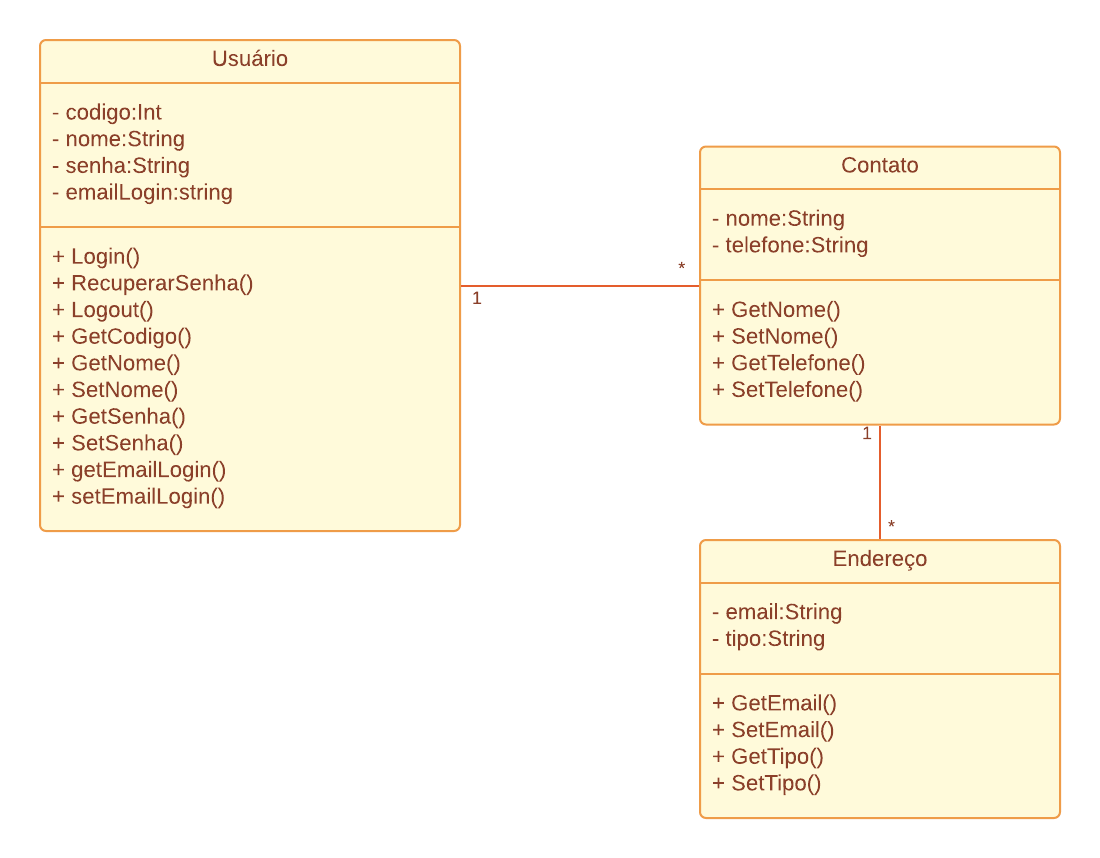 Usuário
- codigo:Int
- nome:String
- senha:String
- emailLogin:string
+ Login()
+ RecuperarSenha()
+ Logout()
+ GetCodigo()
+ GetNome()
+ SetNome()
+ GetSenha()
+ SetSenha()
+ getEmailLogin()
+ setEmailLogin()
1
*
Contato
- nome:String
- telefone:String
+ GetNome()
+ SetNome()
+ GetTelefone()
+ SetTelefone()
1
*
Endereço
- email:String
- tipo:String
+ GetEmail()
+ SetEmail()
+ GetTipo()
+ SetTipo()